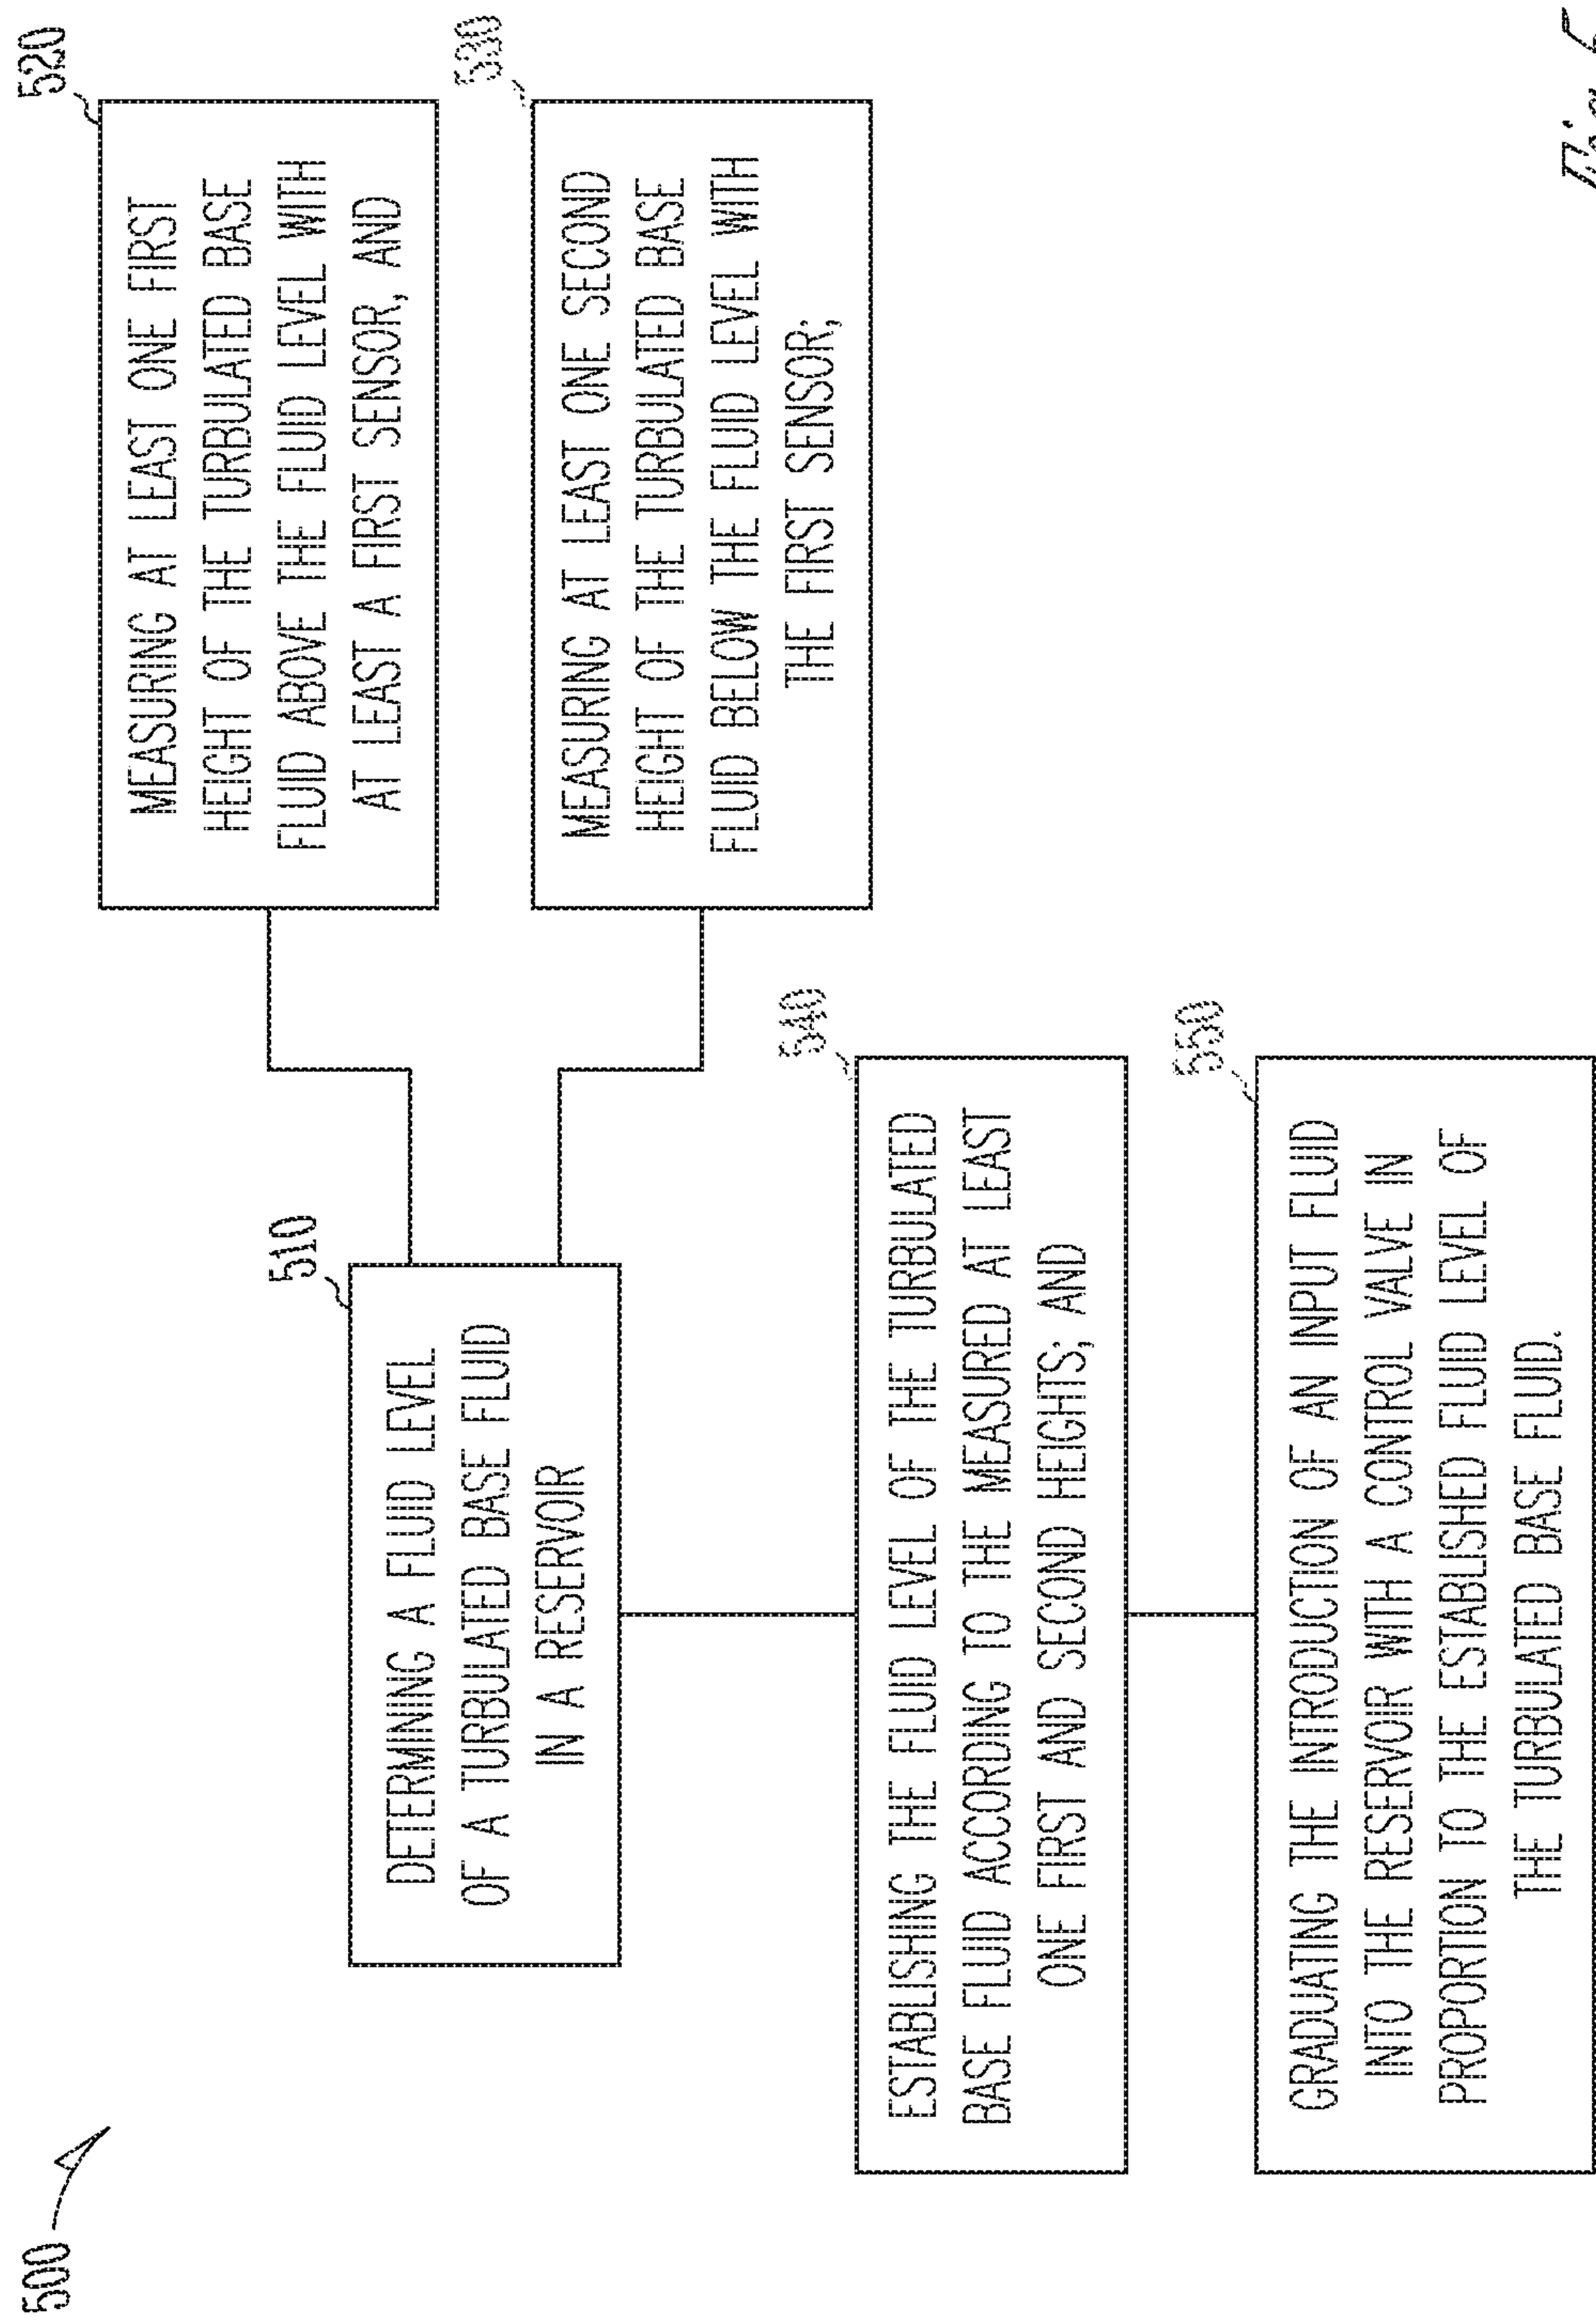 500
510
DETERMINING A FLUID LEVEL
OF A TURBULATED BASE FLUID
IN A RESERVOIR
520
MEASURING AT LEAST ONE FIRST
HEIGHT OF THE TURBULATED BASE
FLUID ABOVE THE FLUID LEVEL WITH
AT LEAST A FIRST SENSOR, AND
530
MEASURING AT LEAST ONE SECOND
HEIGHT OF THE TURBULATED BASE
FLUID BELOW THE FLUID LEVEL WITH
THE FIRST SENSOR;
540
ESTABLISHING THE FLUID LEVEL OF THE TURBULATED
BASE FLUID ACCORDING TO THE MEASURED AT LEAST
ONE FIRST AND SECOND HEIGHTS; AND
550
GRADUATING THE INTRODUCTION OF AN INPUT FLUID
INTO THE RESERVOIR WITH A CONTROL VALVE IN
PROPORTION TO THE ESTABLISHED FLUID LEVEL OF
THE TURBULATED BASE FLUID.
Fig.